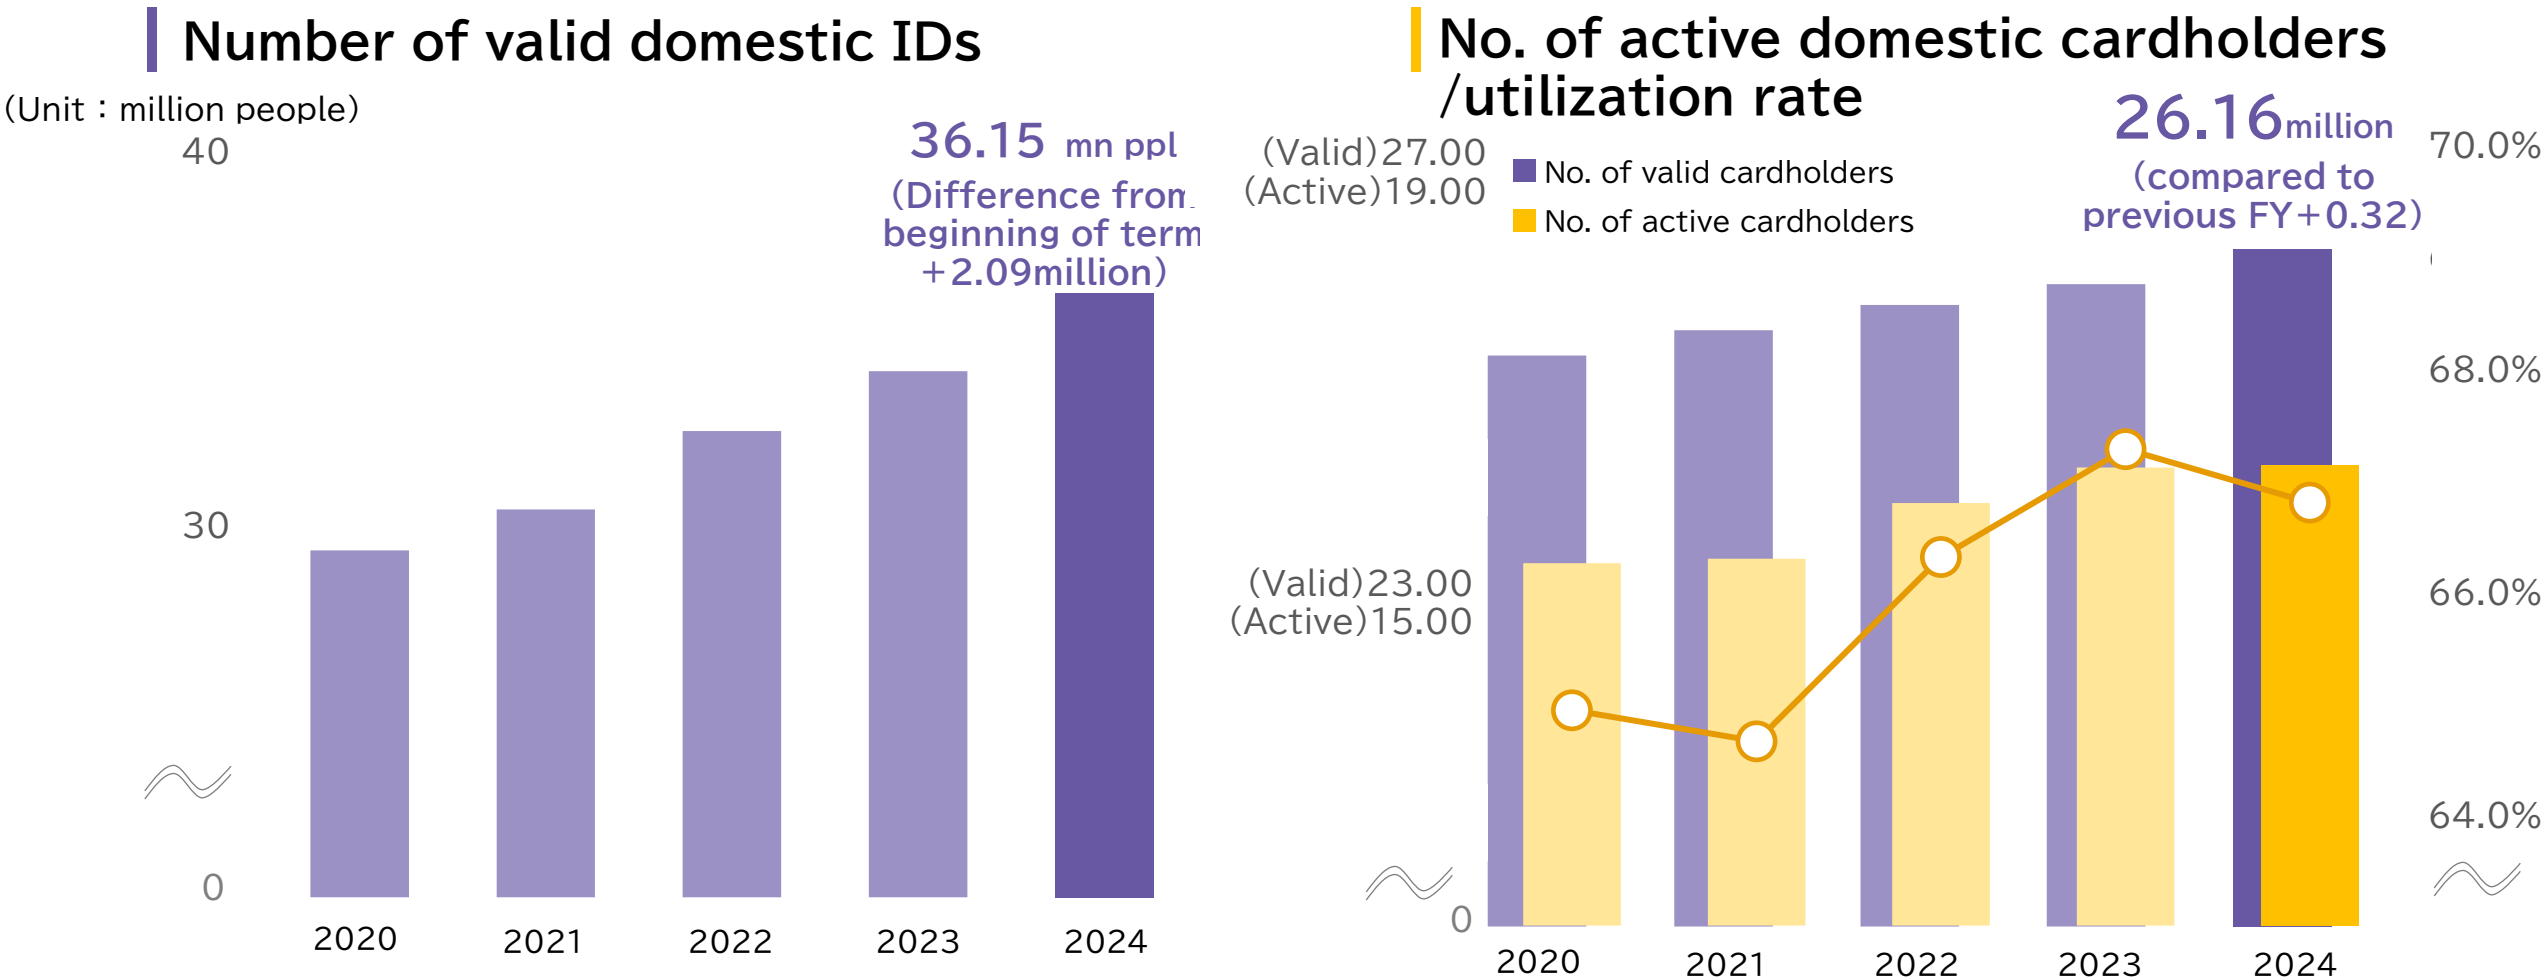 Number of valid domestic IDs
(Unit：million people)
40
30
0
36.15 mn ppl
(Difference from
beginning of term
+2.09million)
2020
2021
2022
2023
2024
No. of active domestic cardholders
/utilization rate
(Valid)27.00
(Active)19.00
No. of valid cardholders
No. of active cardholders
26.16million
(compared to
previous FY+0.32)
(Valid)23.00
(Active)15.00
0
70.0%
68.0%
66.0%
64.0%
2020
2021
2022
2023
2024